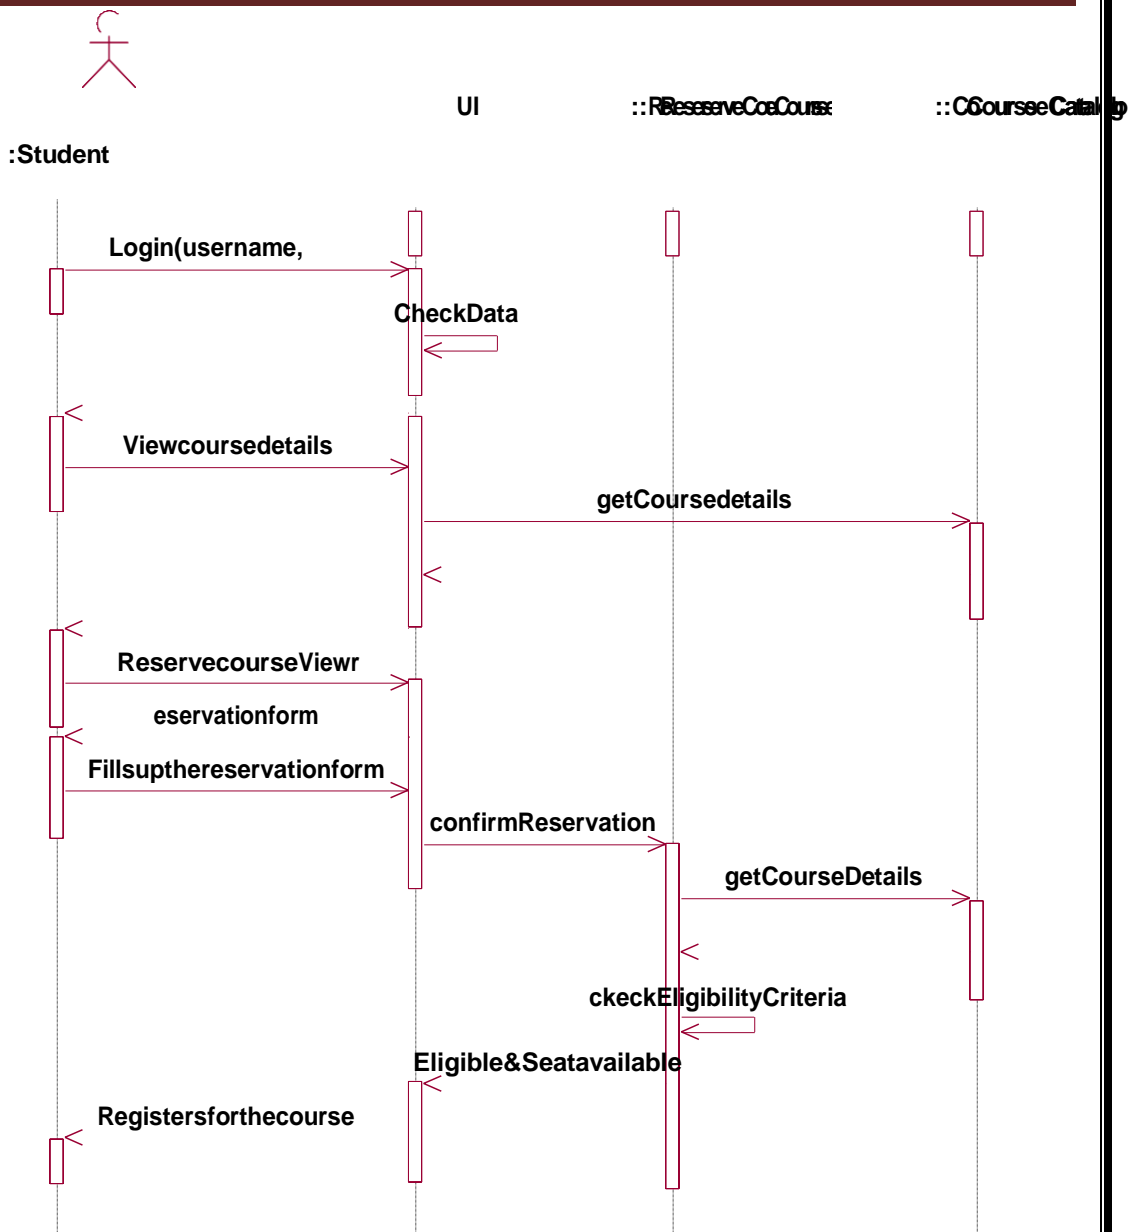 UI
:Student
Login(username,
CheckData
Viewcoursedetails
getCoursedetails
ReservecourseViewr
eservationform
Fillsupthereservationform
confirmReservation
getCourseDetails
ckeckEligibilityCriteria
Eligible&Seatavailable
Registersforthecourse